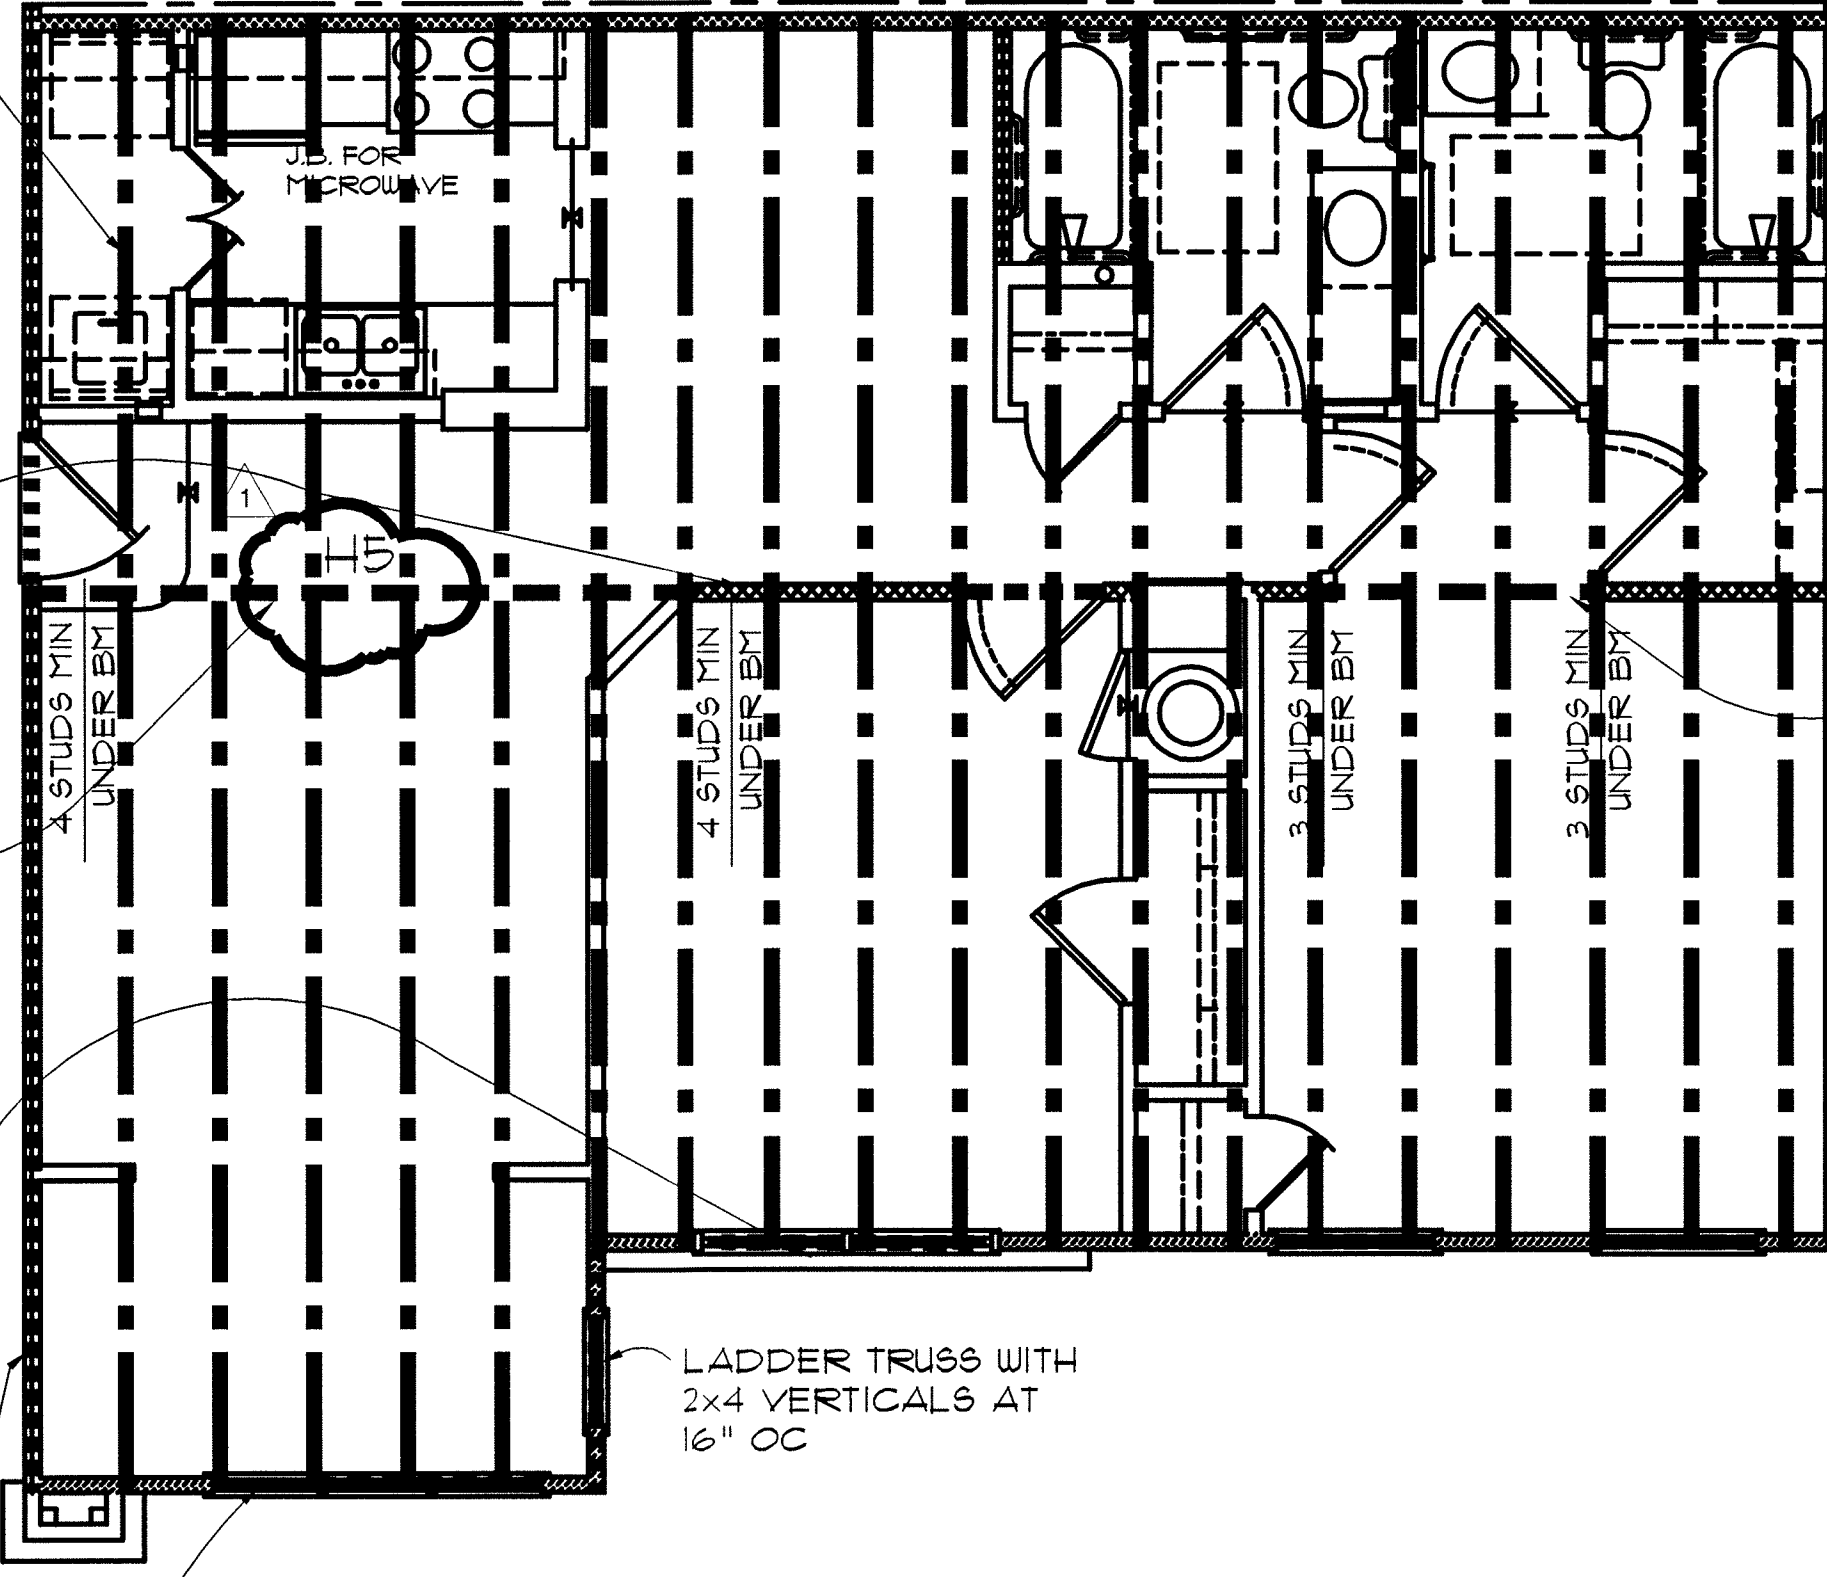 J.B. FOR
MICROWAVE
1
H5
4 STUDS MIN
UNDER BM
4 STUDS MIN
UNDER BM
3 STUDS MIN
UNDER BM
3 STUDS MIN
UNDER BM
LADDER TRUSS WITH
2x4 VERTICALS AT
16" OC